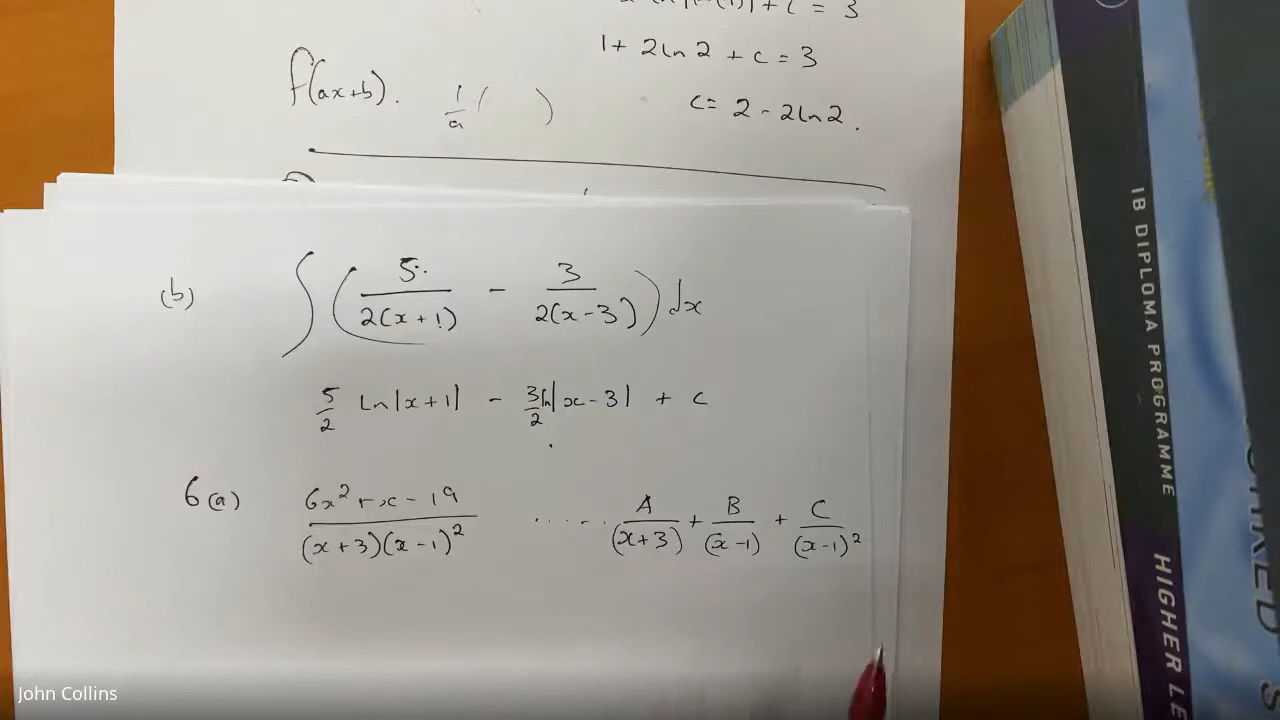 + c = 3
1 + 2ln2 + c = 3
f(ax+b). 1/a ( )
c = 2 - 2ln2.
(b) ∫ ( 5/2(x+1) - 3/2(x-3) ) dx
5/2 ln|x+1| - 3/2 ln|x-3| + c
6(a) 6x² + x - 19 / (x+3)(x-1)² ..... A/(x+3) + B/(x-1) + C/(x-1)²
IB DIPLOMA PROGRAMME
HIGHER LE
John Collins